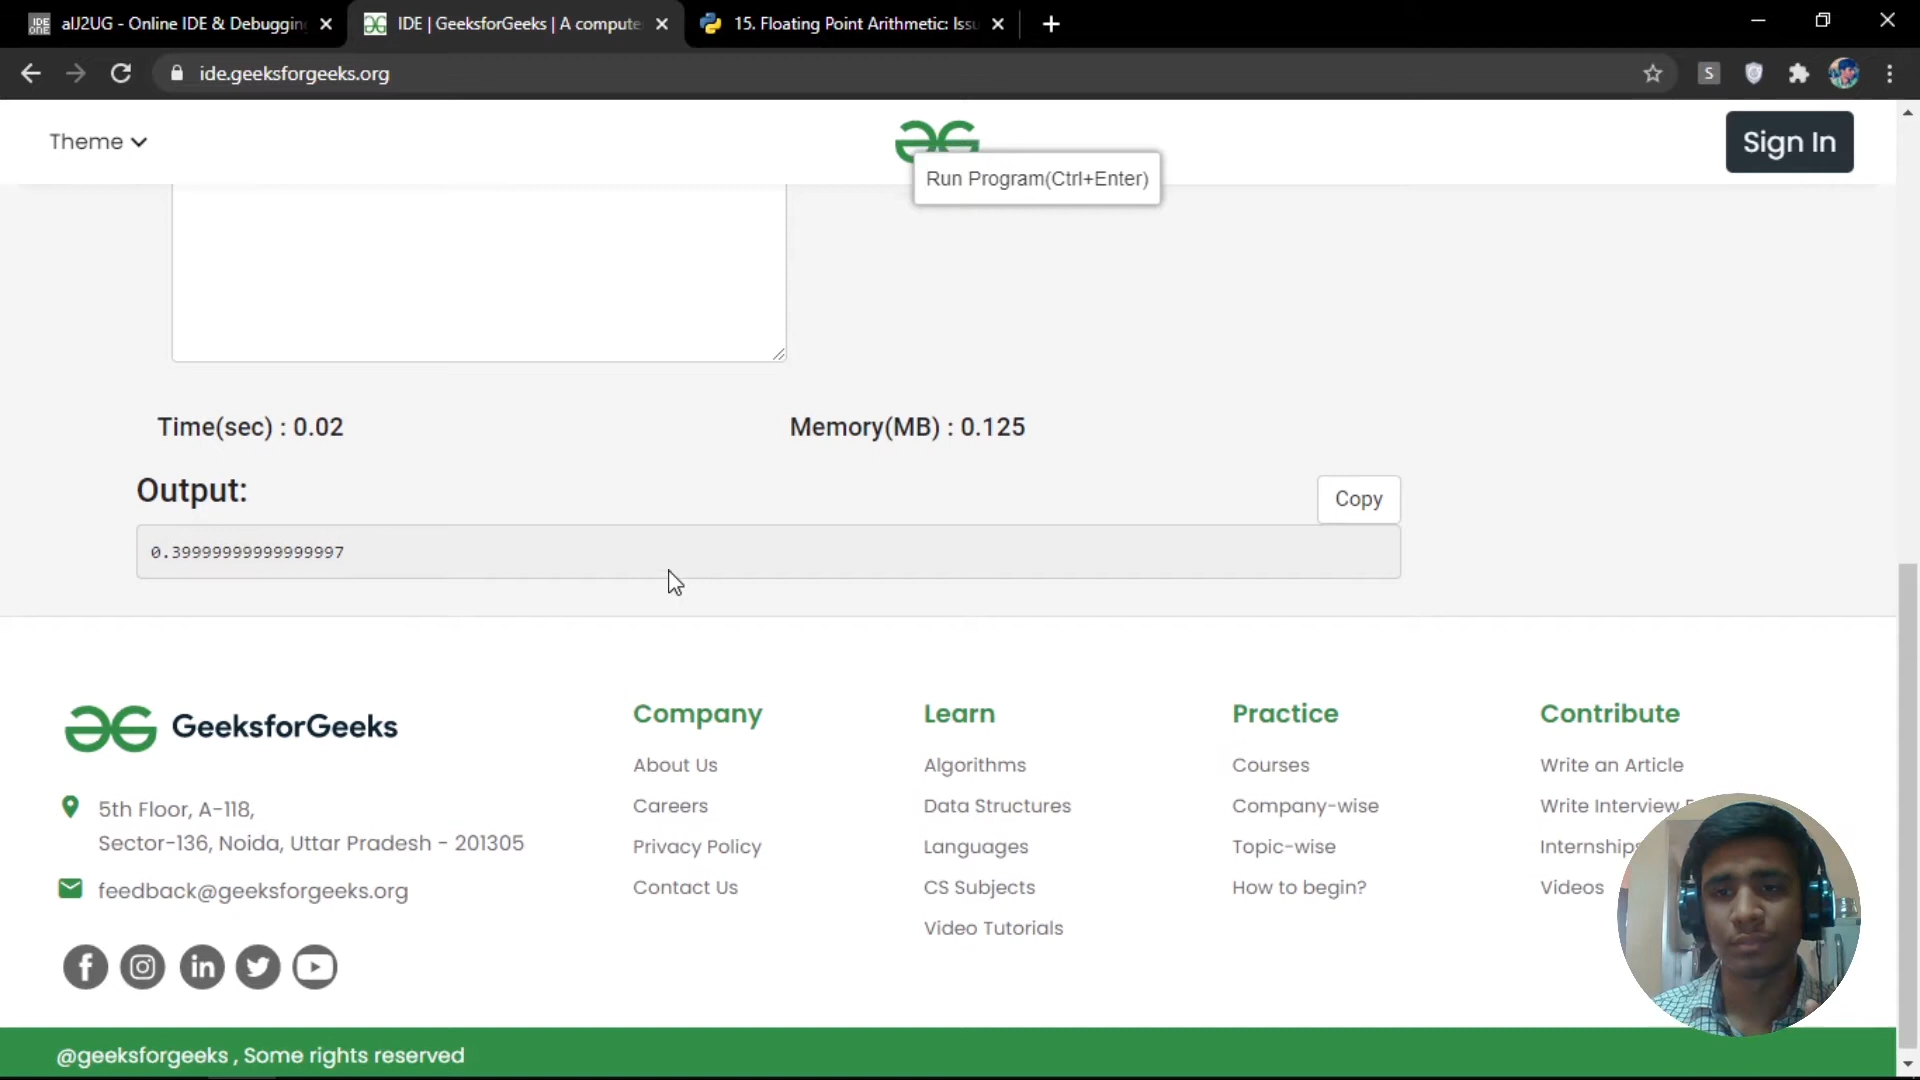 aIJ2UG - Online IDE & Debuggin
IDE | GeeksforGeeks | A compute
15. Floating Point Arithmetic: Issu
ide.geeksforgeeks.org
S
Theme
Run Program(Ctrl+Enter)
Sign In
Time(sec) : 0.02
Memory(MB) : 0.125
Output:
Copy
0.39999999999999997
GeeksforGeeks
5th Floor, A-118,
Sector-136, Noida, Uttar Pradesh - 201305
feedback@geeksforgeeks.org
Company
About Us
Careers
Privacy Policy
Contact Us
Learn
Algorithms
Data Structures
Languages
CS Subjects
Video Tutorials
Practice
Courses
Company-wise
Topic-wise
How to begin?
Contribute
Write an Article
Write Interview
Internships
Videos
@geeksforgeeks , Some rights reserved